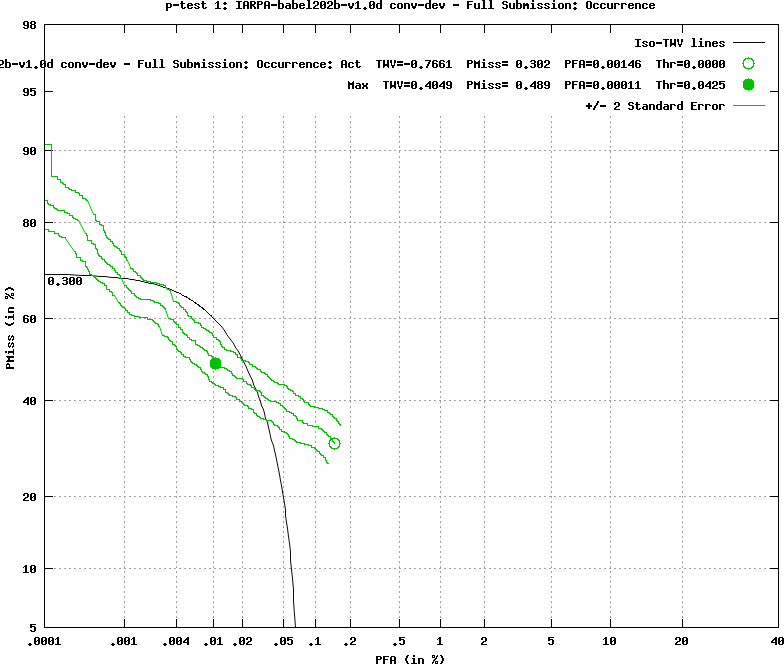 p-test 1: IARPA-babel202b-v1.0d conv-dev - Full Submission: Occurrence
98
Iso-TWV lines
2b-v1.0d conv-dev - Full Submission: Occurrence: Act TWV=-0.7661 PMiss= 0.302 PFA=0.00146 Thr=0.0000
Max TWV=0.4049 PMiss= 0.489 PFA=0.00011 Thr=0.0425
95
+/- 2 Standard Error
90
80
0.300
60
PMiss (in %)
40
20
10
5
.0001 .001 .004 .01 .02 .05 .1 .2 .5 1 2 5 10 20 40
PFA (in %)